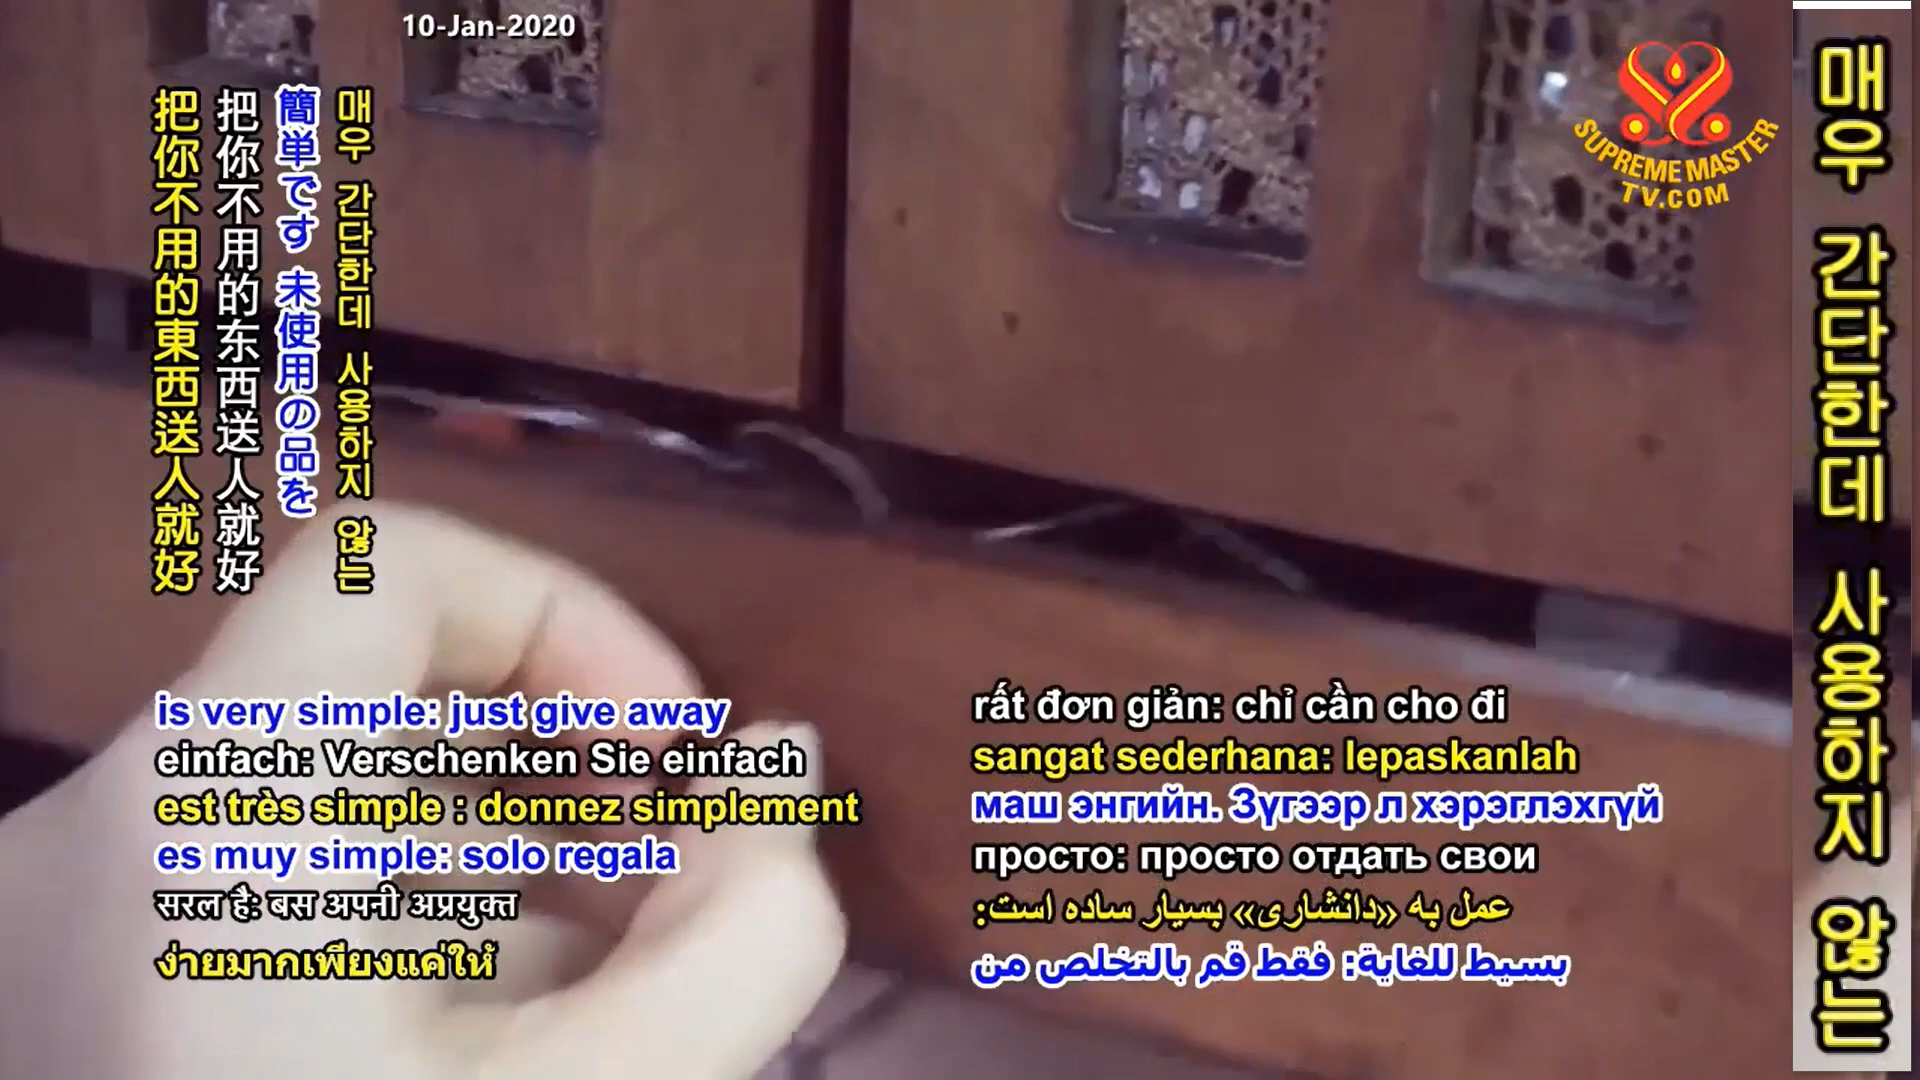 10-Jan-2020
SUPREME MASTER
TV.COM
매우 간단한데 사용하지 않는
簡単です 未使用の品を
把你不用的东西送人就好
把你不用的東西送人就好
is very simple: just give away
einfach: Verschenken Sie einfach
est très simple : donnez simplement
es muy simple: solo regala
सरल है: बस अपनी अप्रयुक्त
ง่ายมากเพียงแค่ให้
rất đơn giản: chỉ cần cho đi
sangat sederhana: lepaskanlah
маш энгийн. Зүгээр л хэрэглэхгүй
просто: просто отдать свои
عمل به «دانشاری» بسیار ساده است:
بسيط للغاية: فقط قم بالتخلص من
매우 간단한데 사용하지 않는